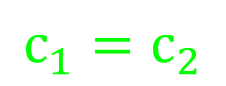 c₁ = c₂